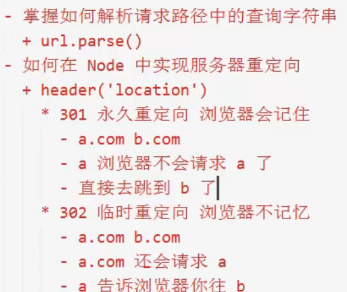 - 掌握如何解析请求路径中的查询字符串
+ url.parse()
- 如何在 Node 中实现服务器重定向
+ header('location')
* 301 永久重定向 浏览器会记住
- a.com b.com
- a 浏览器不会请求 a 了
- 直接去跳到 b 了
* 302 临时重定向 浏览器不记忆
- a.com b.com
- a.com 还会请求 a
- a 告诉浏览器你往 b